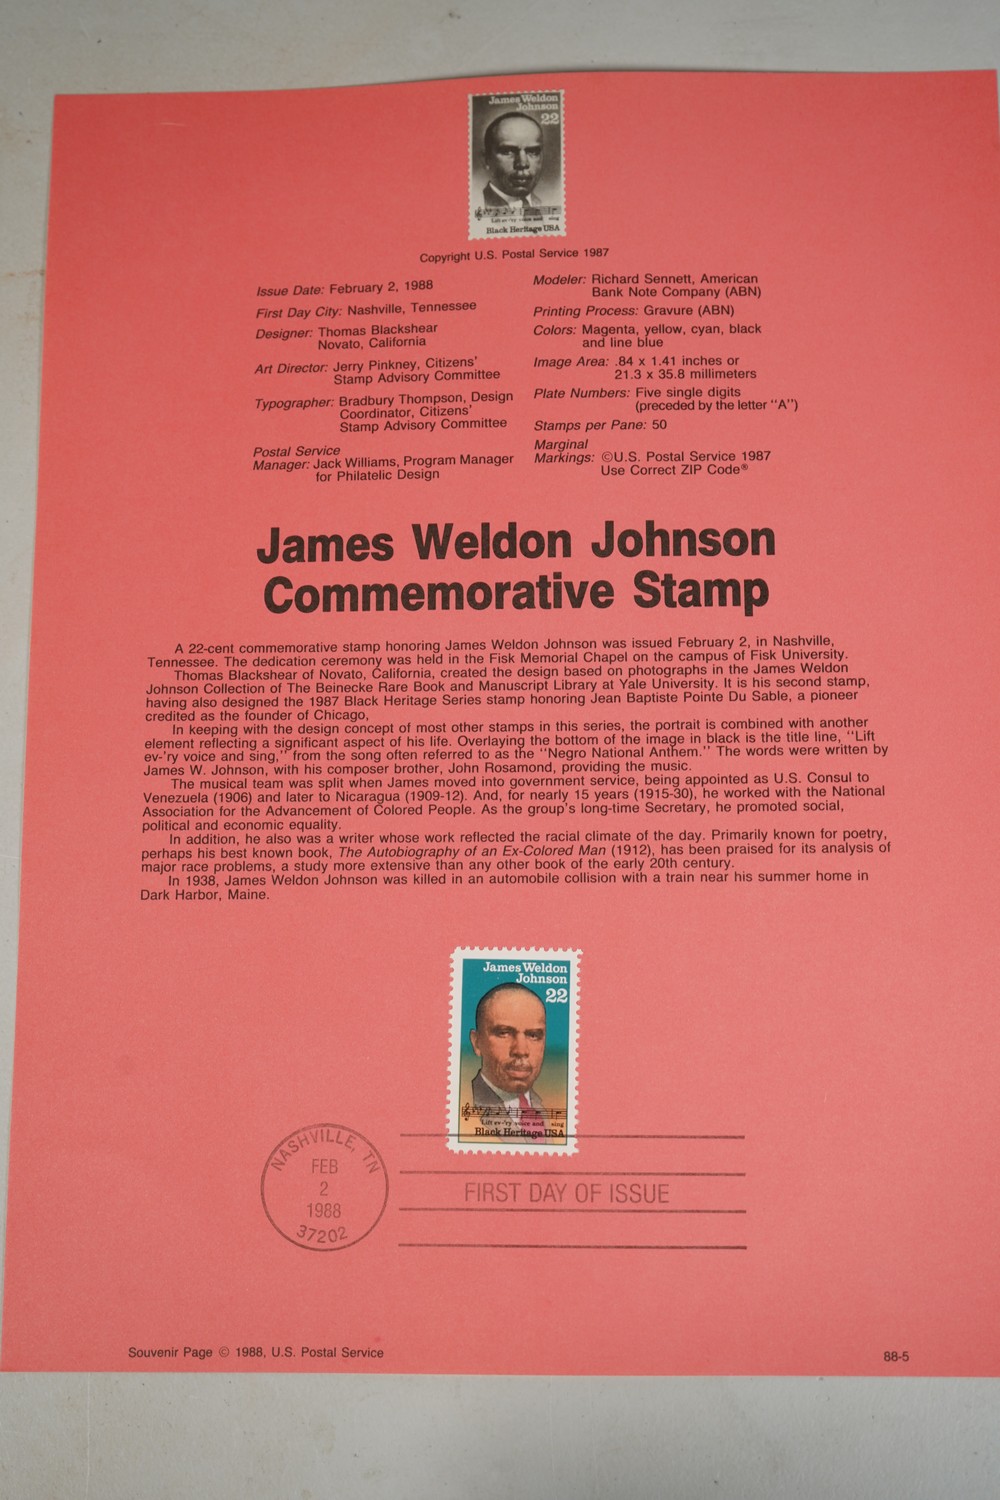 James Weldon
Johnson
22
Lift ev-'ry voice and sing
Black Heritage USA
Copyright U.S. Postal Service 1987
Issue Date: February 2, 1988
First Day City: Nashville, Tennessee
Designer: Thomas Blackshear
Novato, California
Art Director: Jerry Pinkney, Citizens'
Stamp Advisory Committee
Typographer: Bradbury Thompson, Design
Coordinator, Citizens'
Stamp Advisory Committee
Postal Service
Manager: Jack Williams, Program Manager
for Philatelic Design
Modeler: Richard Sennett, American
Bank Note Company (ABN)
Printing Process: Gravure (ABN)
Colors: Magenta, yellow, cyan, black
and line blue
Image Area: .84 x 1.41 inches or
21.3 x 35.8 millimeters
Plate Numbers: Five single digits
(preceded by the letter "A")
Stamps per Pane: 50
Marginal
Markings: ©U.S. Postal Service 1987
Use Correct ZIP Code®
James Weldon Johnson
Commemorative Stamp
A 22-cent commemorative stamp honoring James Weldon Johnson was issued February 2, in Nashville,
Tennessee. The dedication ceremony was held in the Fisk Memorial Chapel on the campus of Fisk University.
Thomas Blackshear of Novato, California, created the design based on photographs in the James Weldon
Johnson Collection of The Beinecke Rare Book and Manuscript Library at Yale University. It is his second stamp,
having also designed the 1987 Black Heritage Series stamp honoring Jean Baptiste Pointe Du Sable, a pioneer
credited as the founder of Chicago,
In keeping with the design concept of most other stamps in this series, the portrait is combined with another
element reflecting a significant aspect of his life. Overlaying the bottom of the image in black is the title line, "Lift
ev-'ry voice and sing," from the song often referred to as the "Negro National Anthem." The words were written by
James W. Johnson, with his composer brother, John Rosamond, providing the music.
The musical team was split when James moved into government service, being appointed as U.S. Consul to
Venezuela (1906) and later to Nicaragua (1909-12). And, for nearly 15 years (1915-30), he worked with the National
Association for the Advancement of Colored People. As the group's long-time Secretary, he promoted social,
political and economic equality.
In addition, he also was a writer whose work reflected the racial climate of the day. Primarily known for poetry,
perhaps his best known book, The Autobiography of an Ex-Colored Man (1912), has been praised for its analysis of
major race problems, a study more extensive than any other book of the early 20th century.
In 1938, James Weldon Johnson was killed in an automobile collision with a train near his summer home in
Dark Harbor, Maine.
James Weldon
Johnson
22
Lift ev-'ry voice and sing
Black Heritage USA
NASHVILLE, TN
FEB
2
1988
37202
FIRST DAY OF ISSUE
Souvenir Page © 1988, U.S. Postal Service
88-5